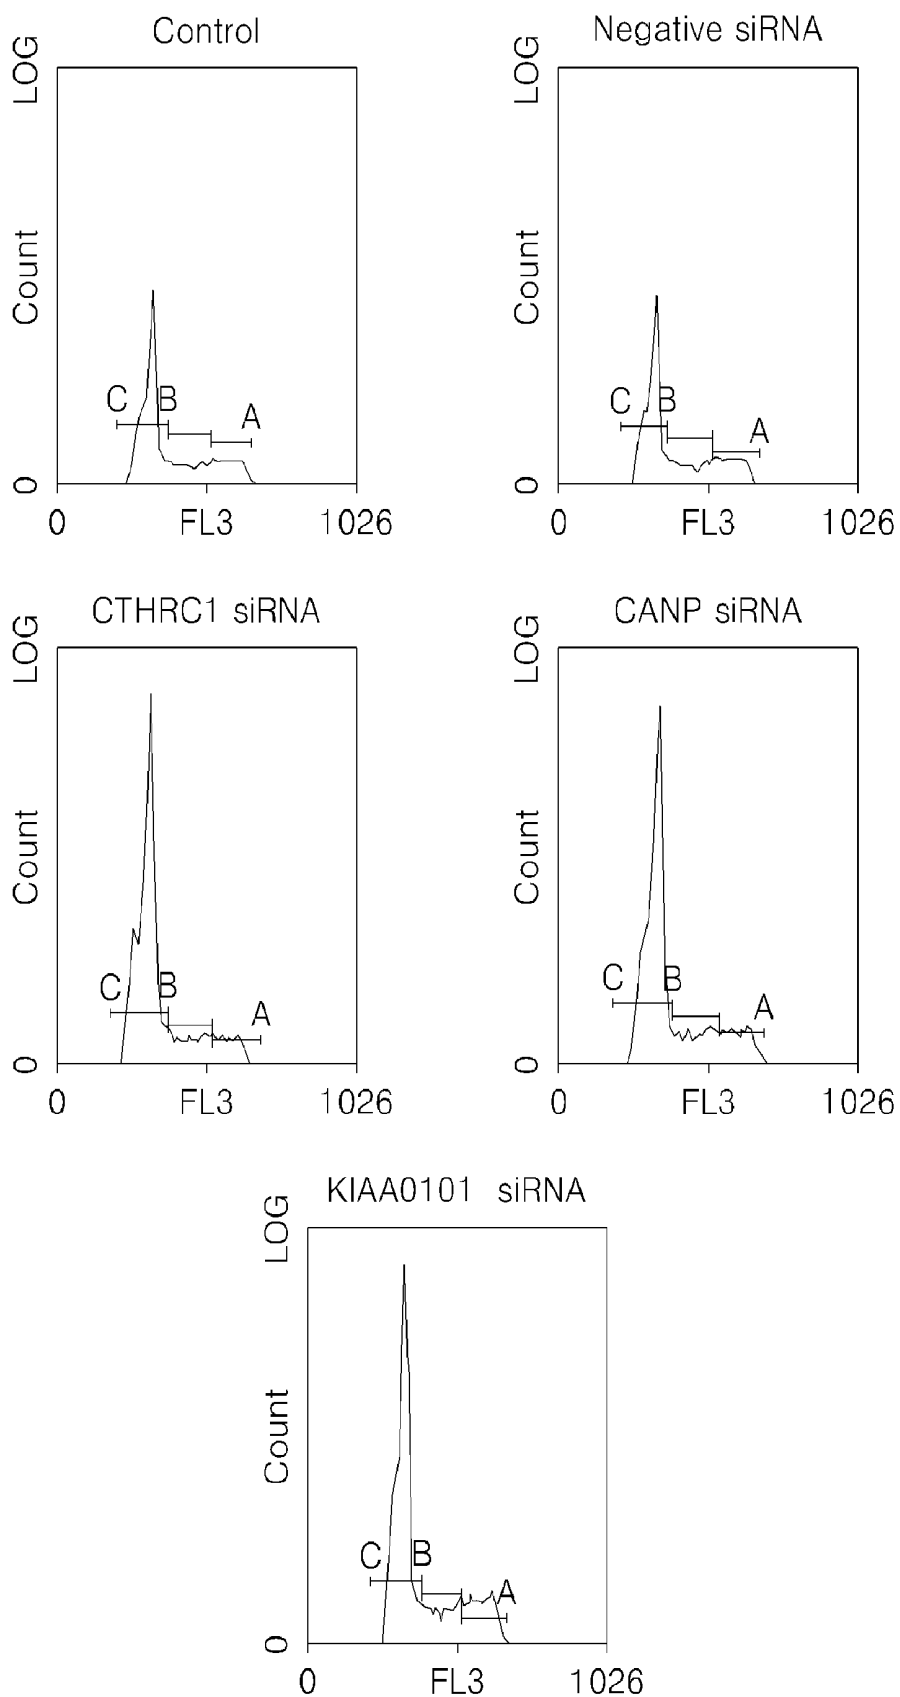 Control
LOG
Count
C B A
0
0 FL3 1026
Negative siRNA
LOG
Count
C B A
0
0 FL3 1026
CTHRC1 siRNA
LOG
Count
C B A
0
0 FL3 1026
CANP siRNA
LOG
Count
C B A
0
0 FL3 1026
KIAA0101 siRNA
LOG
Count
C B A
0
0 FL3 1026